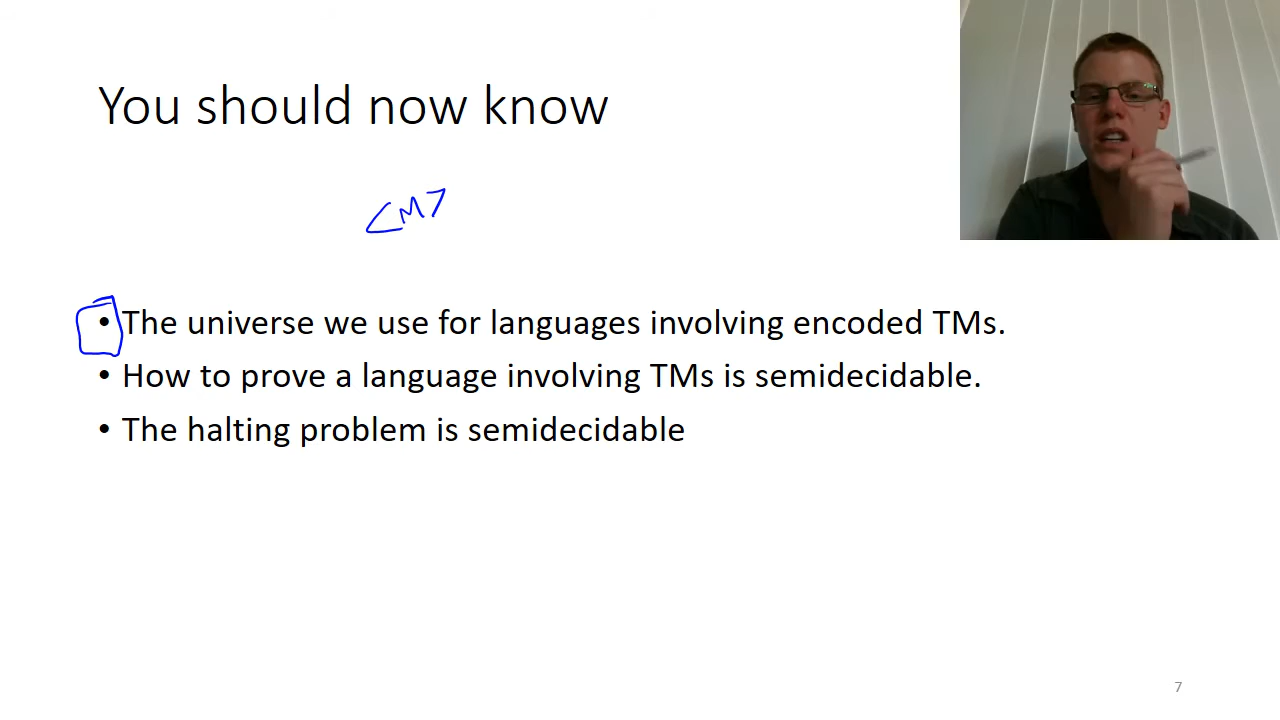 You should now know
<M>
• The universe we use for languages involving encoded TMs.
• How to prove a language involving TMs is semidecidable.
• The halting problem is semidecidable
7